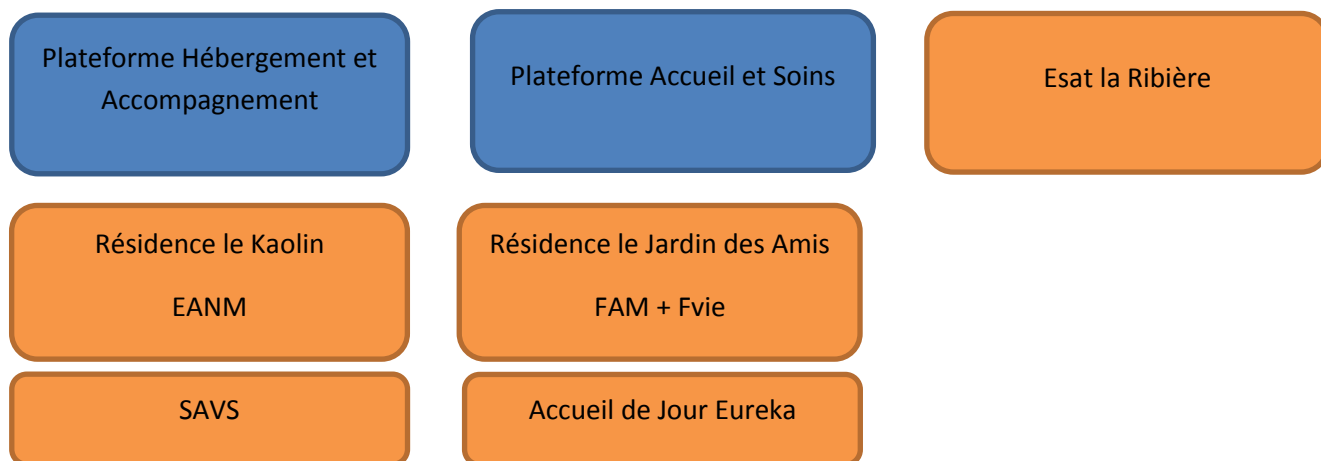 Plateforme Hébergement et
Accompagnement
Plateforme Accueil et Soins
Esat la Ribière
Résidence le Kaolin
EANM
Résidence le Jardin des Amis
FAM + Fvie
SAVS
Accueil de Jour Eureka